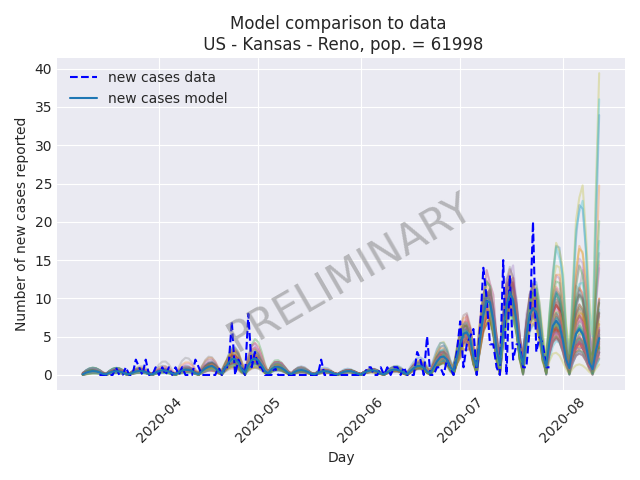 Model comparison to data
US - Kansas - Reno, pop. = 61998
new cases data
new cases model
PRELIMINARY
Number of new cases reported
40
35
30
25
20
15
10
5
0
2020-04
2020-05
2020-06
2020-07
2020-08
Day